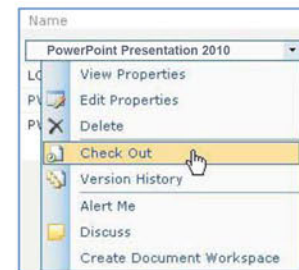 Name
PowerPoint Presentation 2010
View Properties
Edit Properties
Delete
Check Out
Version History
Alert Me
Discuss
Create Document Workspace